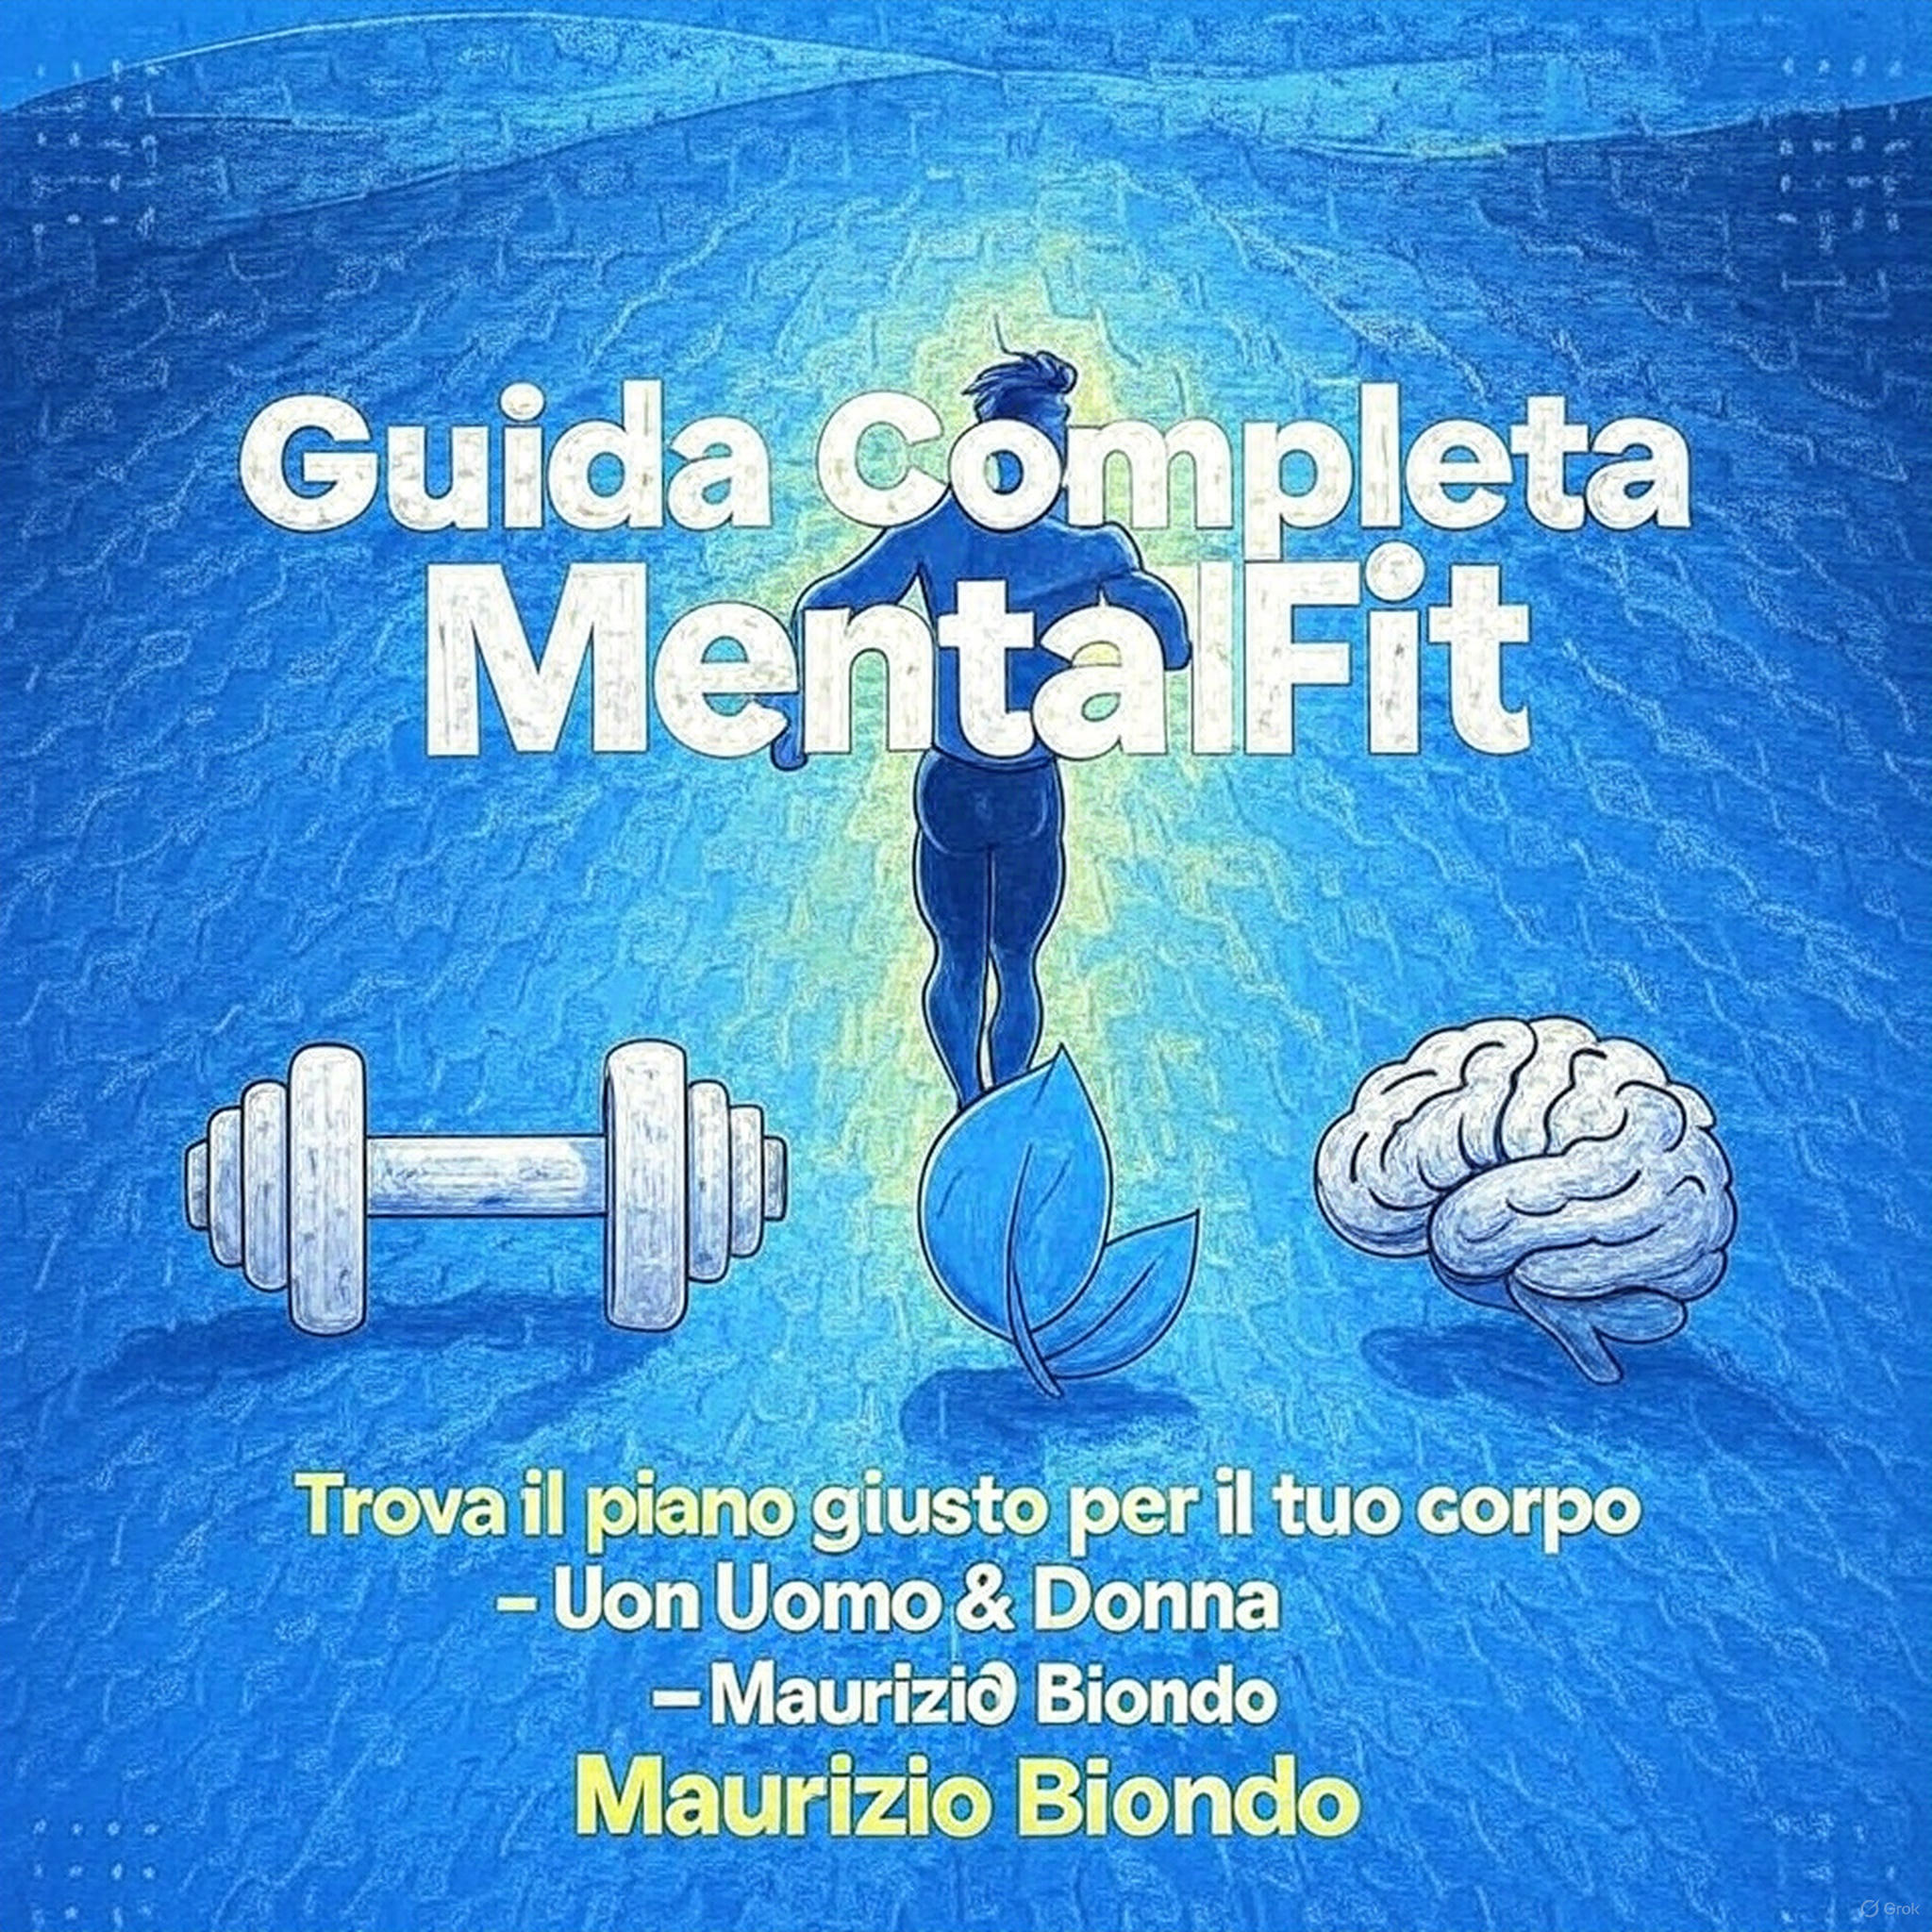 Guida Completa
MentalFit
Trova il piano giusto per il tuo corpo
– Uon Uomo & Donna
– Maurizio Biondo
Maurizio Biondo
Grok